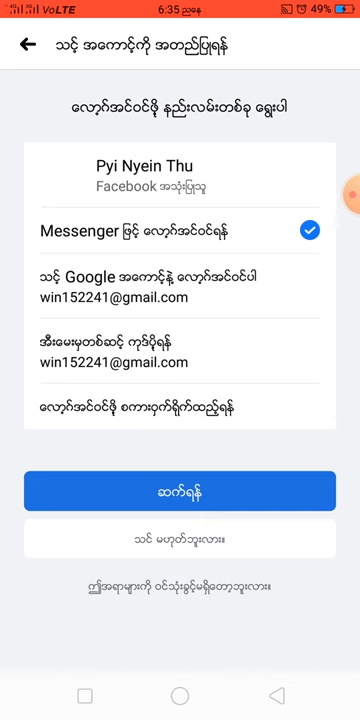 VoLTE 6:35 ညနေ 49%
သင့် အကောင့်ကို အတည်ပြုရန်
လော့ဂ်အင်ဝင်ဖို့ နည်းလမ်းတစ်ခု ရွေးပါ
Pyi Nyein Thu
Facebook အသုံးပြုသူ
Messenger ဖြင့် လော့ဂ်အင်ဝင်ရန်
သင့် Google အကောင့်နဲ့ လော့ဂ်အင်ဝင်ပါ
win152241@gmail.com
အီးမေးမှတစ်ဆင့် ကုဒ်ပို့ရန်
win152241@gmail.com
လော့ဂ်အင်ဝင်ဖို့ စကားဝှက်ရိုက်ထည့်ရန်
ဆက်ရန်
သင် မဟုတ်ဘူးလား။
ဤအရာများကို ဝင်သုံးခွင့်မရှိတော့ဘူးလား။